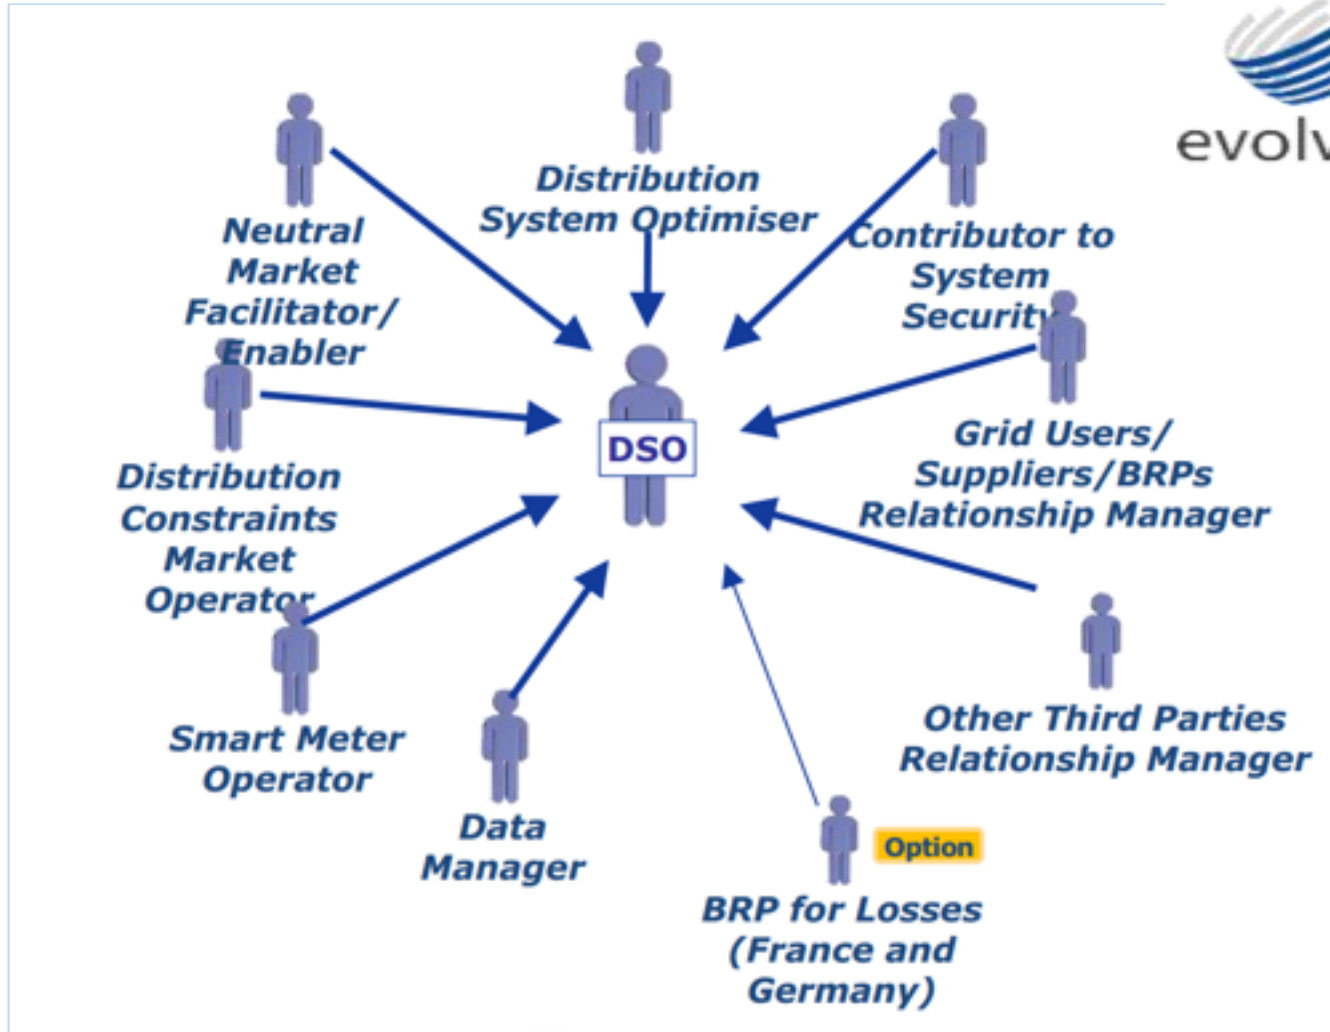 evolv
Distribution
System Optimiser
Neutral
Market
Facilitator/
Enabler
Contributor to
System
Security
DSO
Distribution
Constraints
Market
Operator
Grid Users/
Suppliers/BRPs
Relationship Manager
Smart Meter
Operator
Other Third Parties
Relationship Manager
Data
Manager
Option
BRP for Losses
(France and
Germany)